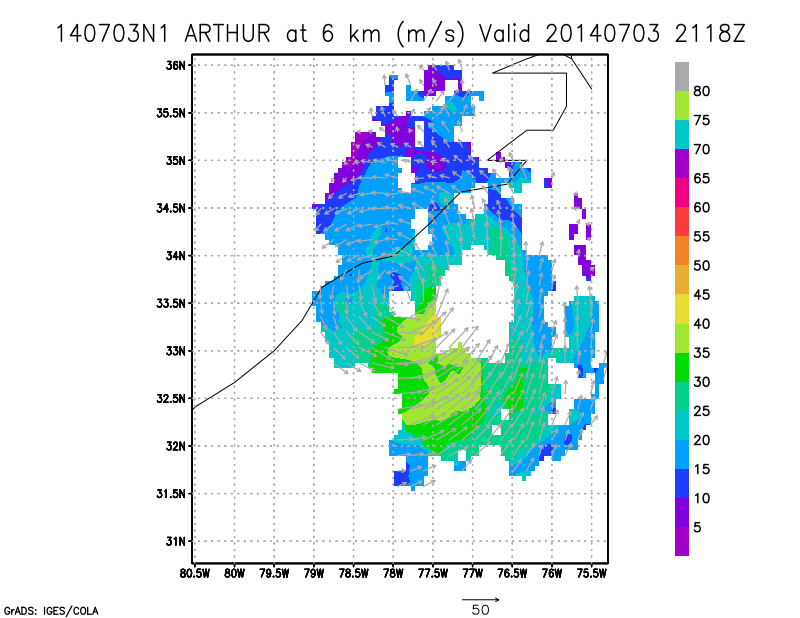 140703N1 ARTHUR at 6 km (m/s) Valid 20140703 2118Z
36N
35.5N
35N
34.5N
34N
33.5N
33N
32.5N
32N
31.5N
31N
80.5W 80W 79.5W 79W 78.5W 78W 77.5W 77W 76.5W 76W 75.5W
80
75
70
65
60
55
50
45
40
35
30
25
20
15
10
5
50
GrADS: IGES/COLA